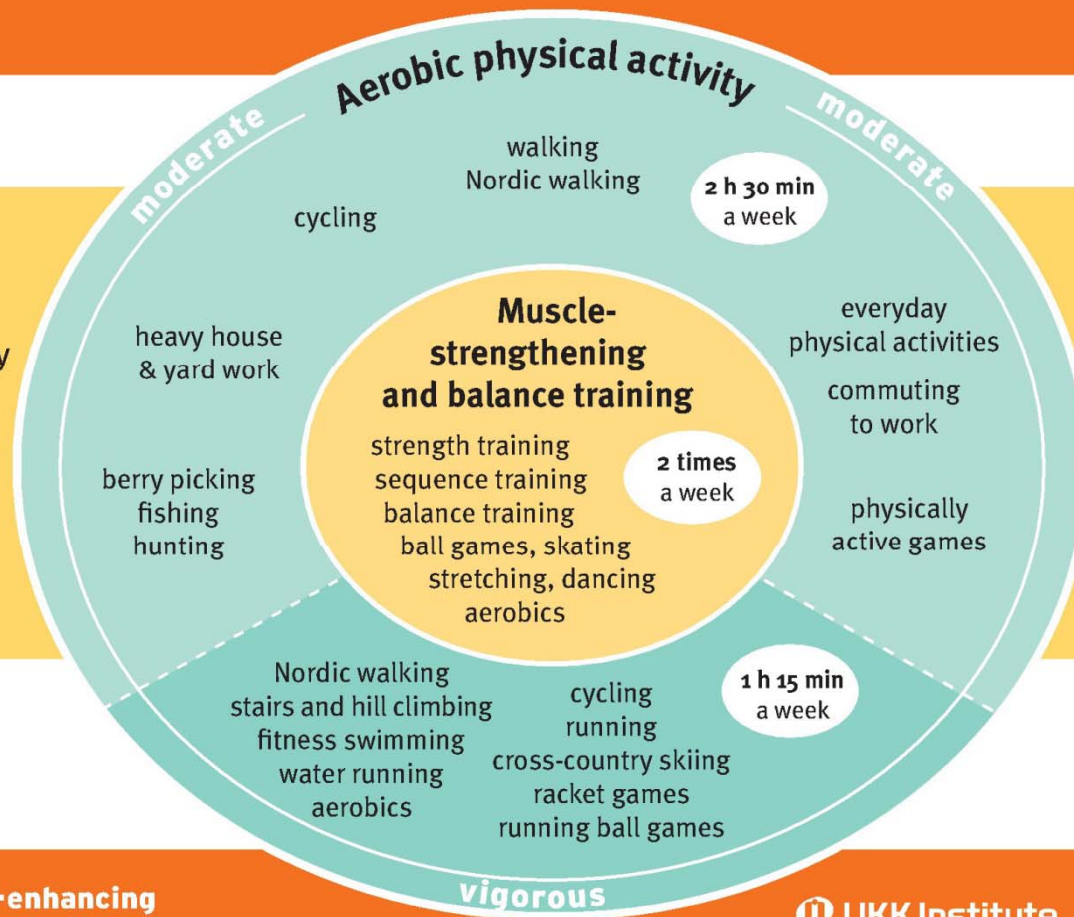 Aerobic physical activity
moderate
moderate
walking
Nordic walking
2 h 30 min
a week
cycling
heavy house
& yard work
berry picking
fishing
hunting
everyday
physical activities
commuting
to work
physically
active games
Muscle-
strengthening
and balance training
strength training
sequence training
balance training
ball games, skating
stretching, dancing
aerobics
2 times
a week
Nordic walking
stairs and hill climbing
fitness swimming
water running
aerobics
cycling
running
cross-country skiing
racket games
running ball games
1 h 15 min
a week
vigorous
-enhancing
UKK Institute